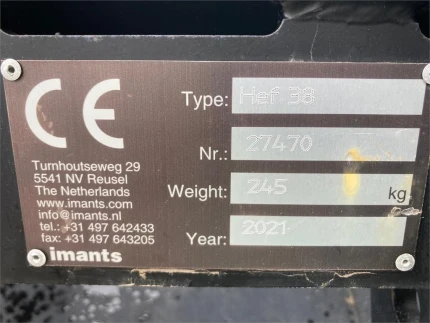 CE
Type: Hef 38
Nr.: 27470
Weight: 245 kg
Year: 2021
Turnhoutseweg 29
5541 NV Reusel
The Netherlands
www.imants.com
info@imants.nl
tel.: +31 497 642433
fax: +31 497 643205
imants